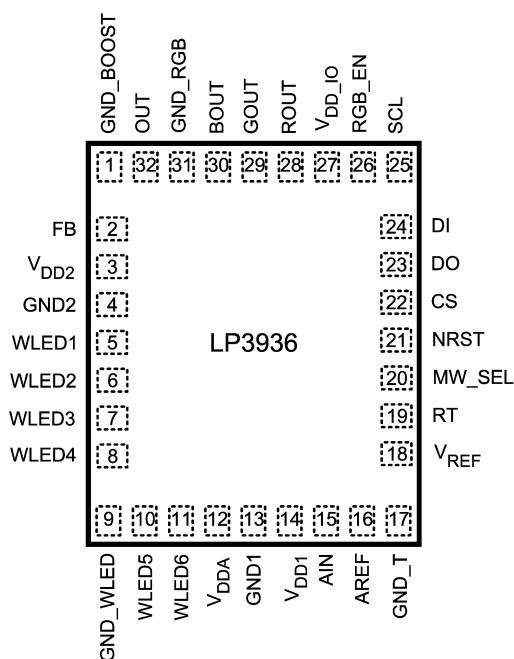 GND_BOOST
OUT
GND_RGB
BOUT
GOUT
ROUT
VDD_IO
RGB_EN
SCL
1 32 31 30 29 28 27 26 25
FB 2
VDD2 3
GND2 4
WLED1 5
WLED2 6
WLED3 7
WLED4 8
LP3936
24 DI
23 DO
22 CS
21 NRST
20 MW_SEL
19 RT
18 VREF
9 10 11 12 13 14 15 16 17
GND_WLED
WLED5
WLED6
VDDA
GND1
VDD1
AIN
AREF
GND_T